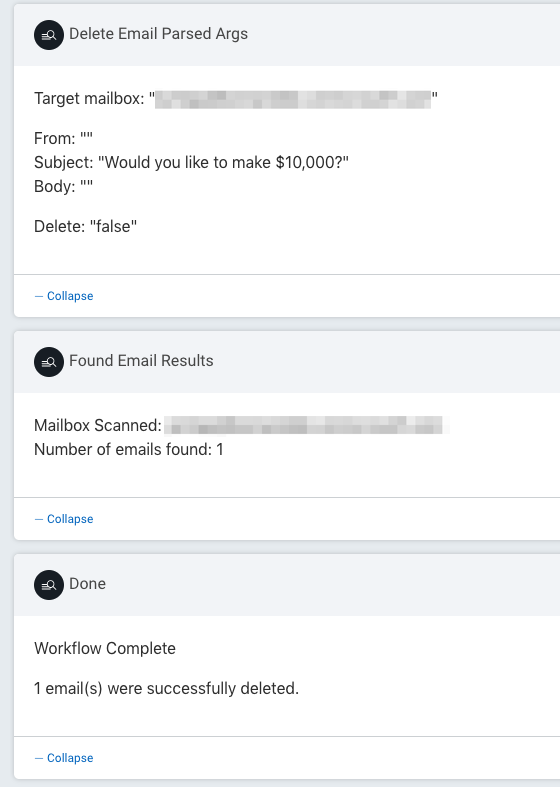 Delete Email Parsed Args
Target mailbox: ""
From: ""
Subject: "Would you like to make $10,000?"
Body: ""
Delete: "false"
— Collapse
Found Email Results
Mailbox Scanned:
Number of emails found: 1
— Collapse
Done
Workflow Complete
1 email(s) were successfully deleted.
— Collapse